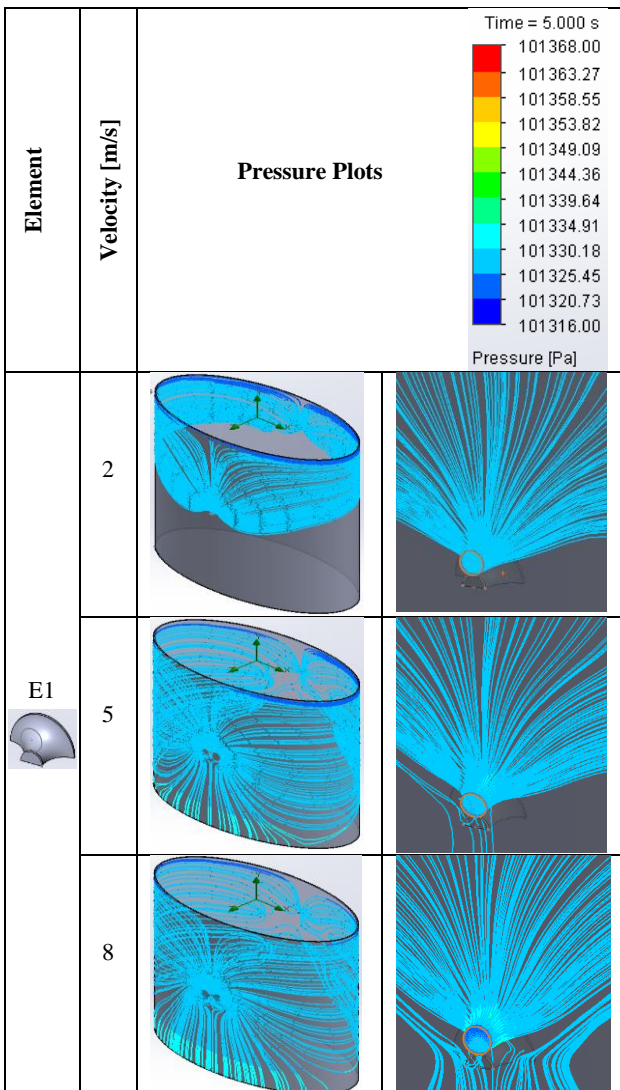 Element
Velocity [m/s]
Pressure Plots
Time = 5.000 s
101368.00
101363.27
101358.55
101353.82
101349.09
101344.36
101339.64
101334.91
101330.18
101325.45
101320.73
101316.00
Pressure [Pa]
E1
2
5
8